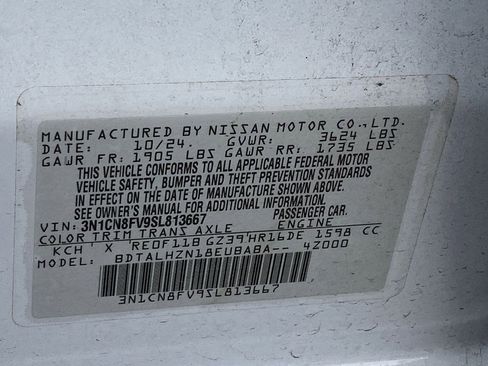 MANUFACTURED BY NISSAN MOTOR CO., LTD.
DATE: 10/24. GVWR: 3624 LBS
GAWR FR: 1905 LBS GAWR RR: 1735 LBS
THIS VEHICLE CONFORMS TO ALL APPLICABLE FEDERAL MOTOR
VEHICLE SAFETY, BUMPER AND THEFT PREVENTION STANDARDS
IN EFFECT ON THE DATE OF MANUFACTURE SHOWN ABOVE.
SEE OWNER'S MANUAL FOR ADDITIONAL INFORMATION.
VIN: 3N1CN8FV9SL813667 PASSENGER CAR.
COLOR TRIM TRANS AXLE ENGINE
KCH X RE0F11B GZ39 HR16DE 1598 CC
MODEL: BDTALHZN18EUBABA-- 4Z000
3N1CN8FV9SL813667